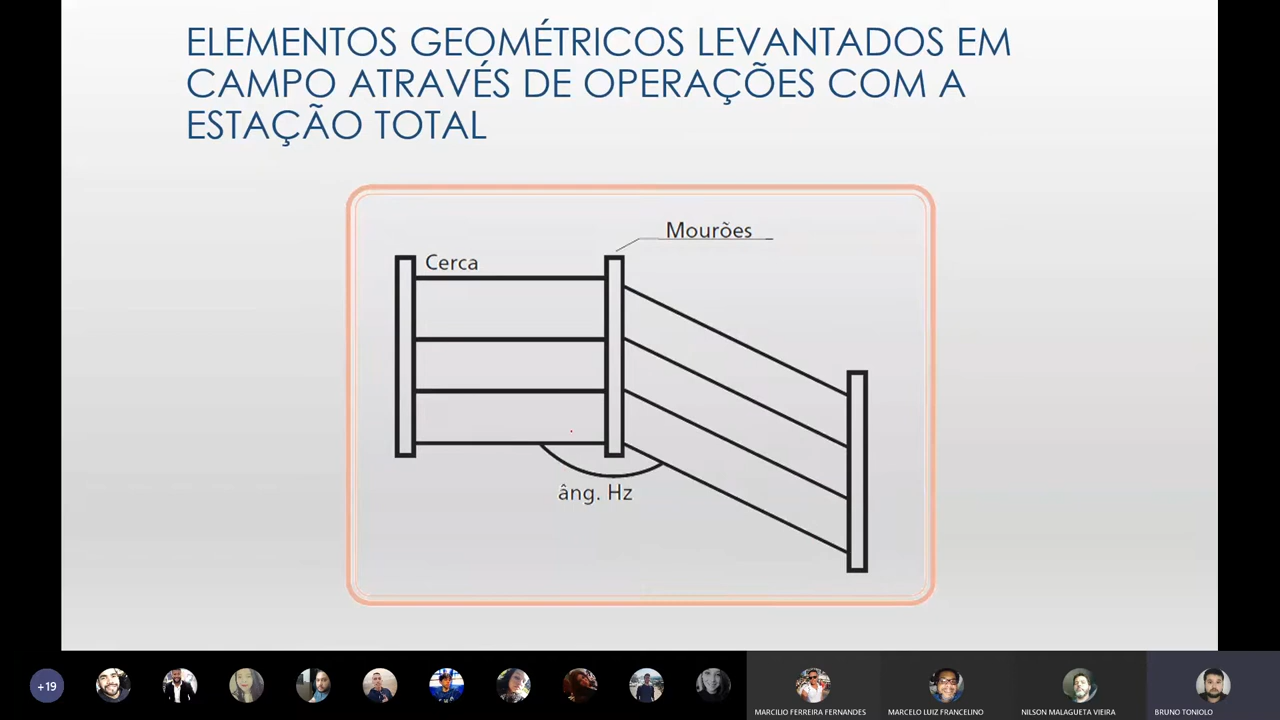 ELEMENTOS GEOMÉTRICOS LEVANTADOS EM
CAMPO ATRAVÉS DE OPERAÇÕES COM A
ESTAÇÃO TOTAL
Mourões
Cerca
âng. Hz
+19
MARCILIO FERREIRA FERNANDES
MARCELO LUIZ FRANCELINO
NILSON MALAGUETA VIEIRA
BRUNO TONIOLO